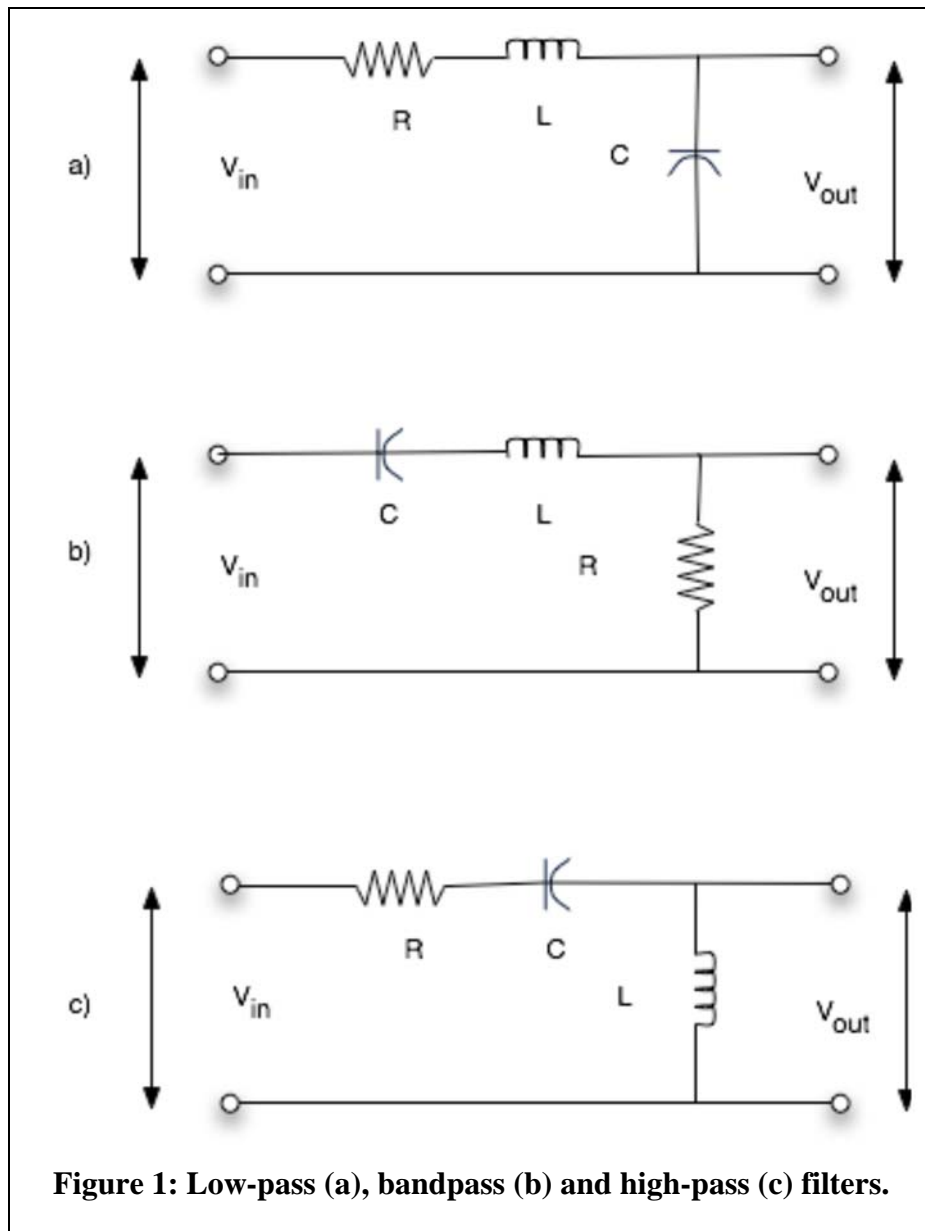 R
L
a)
V_in
C
V_out
b)
C
L
V_in
R
V_out
R
C
c)
V_in
L
V_out
Figure 1: Low-pass (a), bandpass (b) and high-pass (c) filters.